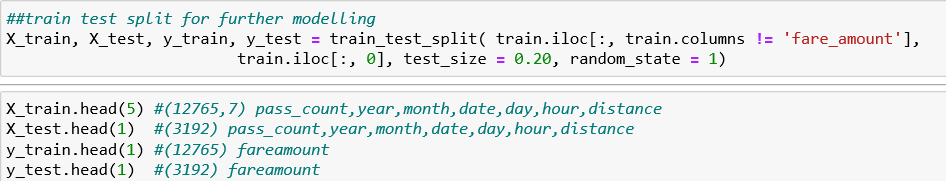 ##train test split for further modelling
X_train, X_test, y_train, y_test = train_test_split( train.iloc[:, train.columns != 'fare_amount'],
train.iloc[:, 0], test_size = 0.20, random_state = 1)
X_train.head(5) #(12765,7) pass_count,year,month,date,day,hour,distance
X_test.head(1)  #(3192) pass_count,year,month,date,day,hour,distance
y_train.head(1) #(12765) fareamount
y_test.head(1)  #(3192) fareamount